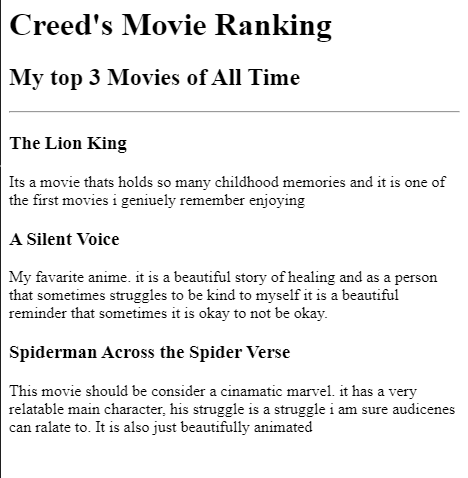 Creed's Movie Ranking
My top 3 Movies of All Time
The Lion King
Its a movie thats holds so many childhood memories and it is one of
the first movies i geniuely remember enjoying
A Silent Voice
My favarite anime. it is a beautiful story of healing and as a person
that sometimes struggles to be kind to myself it is a beautiful
reminder that sometimes it is okay to not be okay.
Spiderman Across the Spider Verse
This movie should be consider a cinamatic marvel. it has a very
relatable main character, his struggle is a struggle i am sure audicenes
can ralate to. It is also just beautifully animated